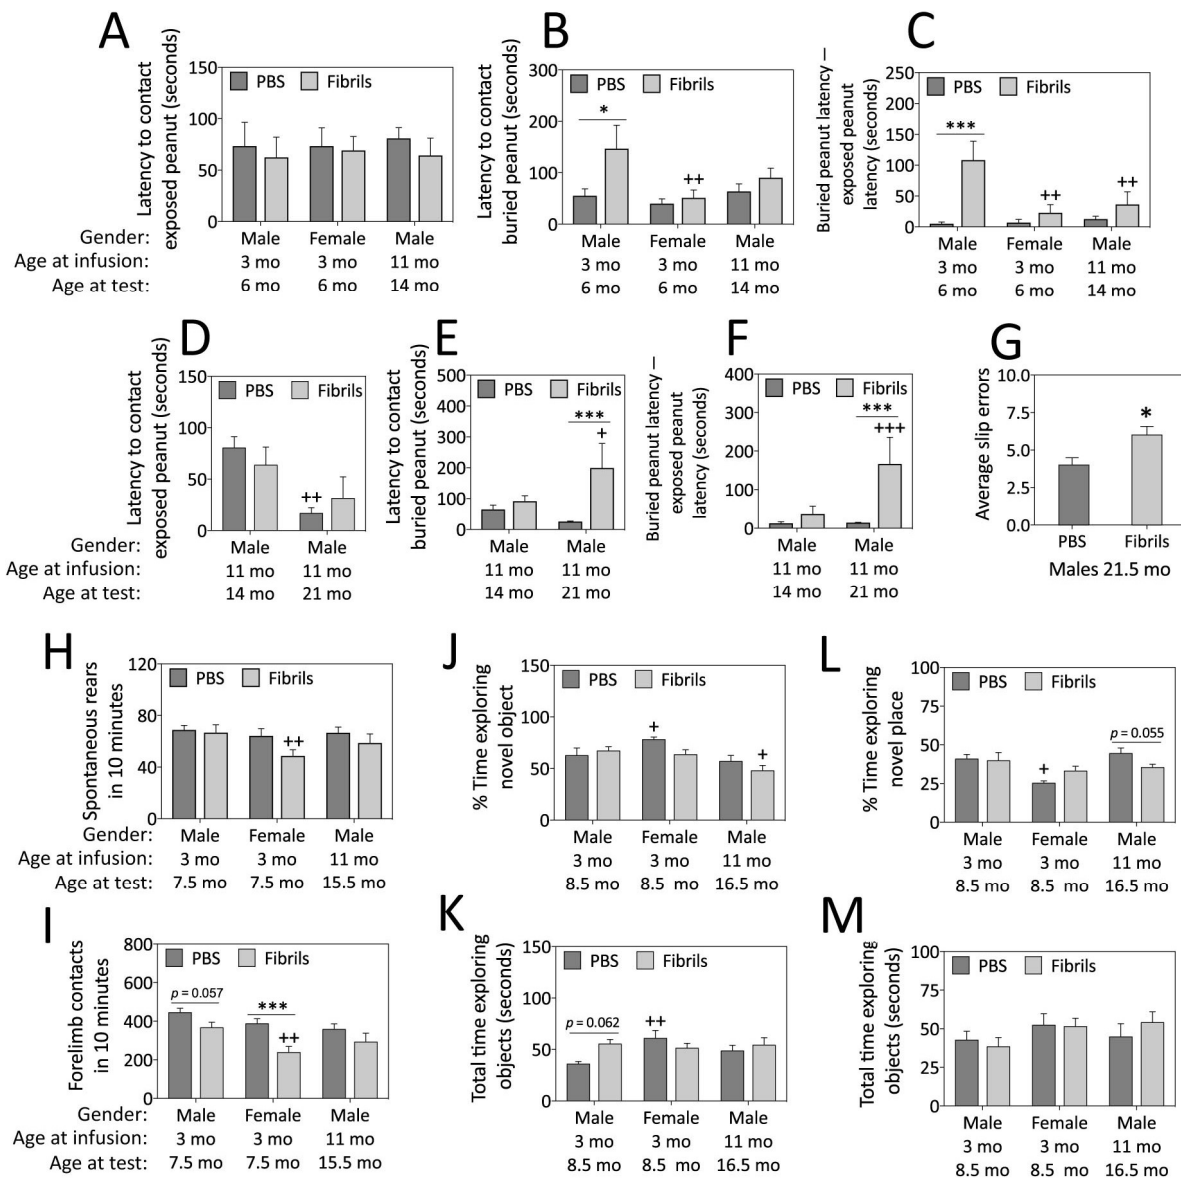 A
Latency to contact
exposed peanut (seconds)
150
100
50
0
PBS
Fibrils
Gender:
Age at infusion:
Age at test:
Male
Female
Male
3 mo
3 mo
11 mo
6 mo
6 mo
14 mo
B
Latency to contact
buried peanut (seconds)
300
200
100
0
PBS
Fibrils
*
++
Male
Female
Male
3 mo
3 mo
11 mo
6 mo
6 mo
14 mo
C
Buried peanut latency –
exposed peanut
latency (seconds)
250
200
150
100
50
0
PBS
Fibrils
***
++
++
Male
Female
Male
3 mo
3 mo
11 mo
6 mo
6 mo
14 mo
D
Latency to contact
exposed peanut (seconds)
150
100
50
0
PBS
Fibrils
++
Gender:
Age at infusion:
Age at test:
Male
Male
11 mo
11 mo
14 mo
21 mo
E
Latency to contact
buried peanut (seconds)
500
400
300
200
100
0
PBS
Fibrils
***
+
Male
Male
11 mo
11 mo
14 mo
21 mo
F
Buried peanut latency –
exposed peanut
latency (seconds)
400
300
200
100
0
PBS
Fibrils
***
+++
Male
Male
11 mo
11 mo
14 mo
21 mo
G
Average slip errors
10.0
7.5
5.0
2.5
0.0
*
PBS
Fibrils
Males 21.5 mo
H
Spontaneous rears
in 10 minutes
120
80
40
0
PBS
Fibrils
++
Gender:
Age at infusion:
Age at test:
Male
Female
Male
3 mo
3 mo
11 mo
7.5 mo
7.5 mo
15.5 mo
J
% Time exploring
novel object
150
100
50
0
PBS
Fibrils
+
+
Male
Female
Male
3 mo
3 mo
11 mo
8.5 mo
8.5 mo
16.5 mo
L
% Time exploring
novel place
100
75
50
25
0
PBS
Fibrils
+
p = 0.055
Male
Female
Male
3 mo
3 mo
11 mo
8.5 mo
8.5 mo
16.5 mo
I
Forelimb contacts
in 10 minutes
800
600
400
200
0
PBS
Fibrils
p = 0.057
***
++
Gender:
Age at infusion:
Age at test:
Male
Female
Male
3 mo
3 mo
11 mo
7.5 mo
7.5 mo
15.5 mo
K
Total time exploring
objects (seconds)
150
100
50
0
PBS
Fibrils
p = 0.062
++
Male
Female
Male
3 mo
3 mo
11 mo
8.5 mo
8.5 mo
16.5 mo
M
Total time exploring
objects (seconds)
100
75
50
25
0
PBS
Fibrils
Male
Female
Male
3 mo
3 mo
11 mo
8.5 mo
8.5 mo
16.5 mo